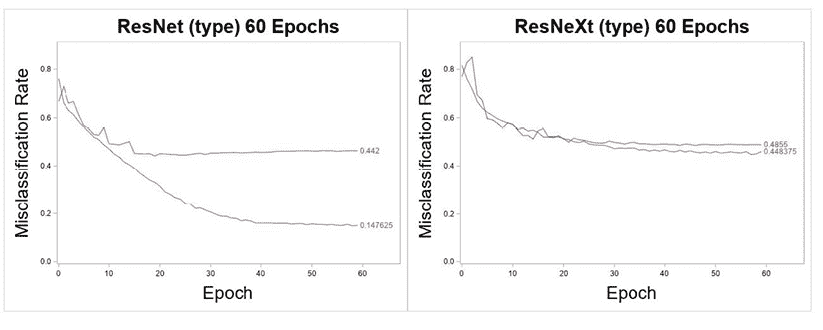 ResNet (type) 60 Epochs
Misclassification Rate
0.8
0.6
0.4
0.2
0.0
0.442
0.147625
0 10 20 30 40 50 60
Epoch
ResNeXt (type) 60 Epochs
Misclassification Rate
0.8
0.6
0.4
0.2
0.0
0.4855
0.448375
0 10 20 30 40 50 60
Epoch